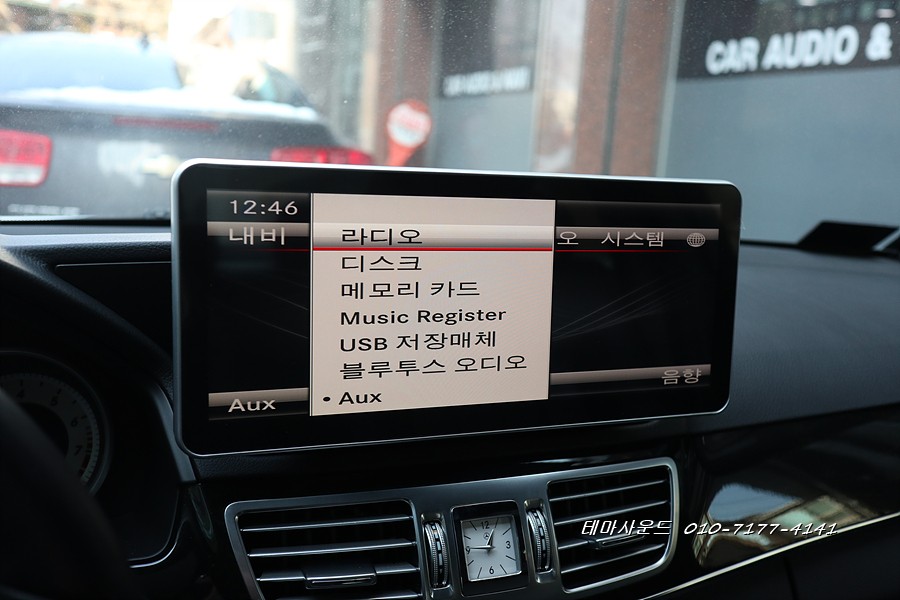 CAR AUDIO &
12:46
내비
라디오
오 시스템
디스크
메모리 카드
Music Register
USB 저장매체
블루투스 오디오
음향
• Aux
Aux
테마사운드 010-7177-4141